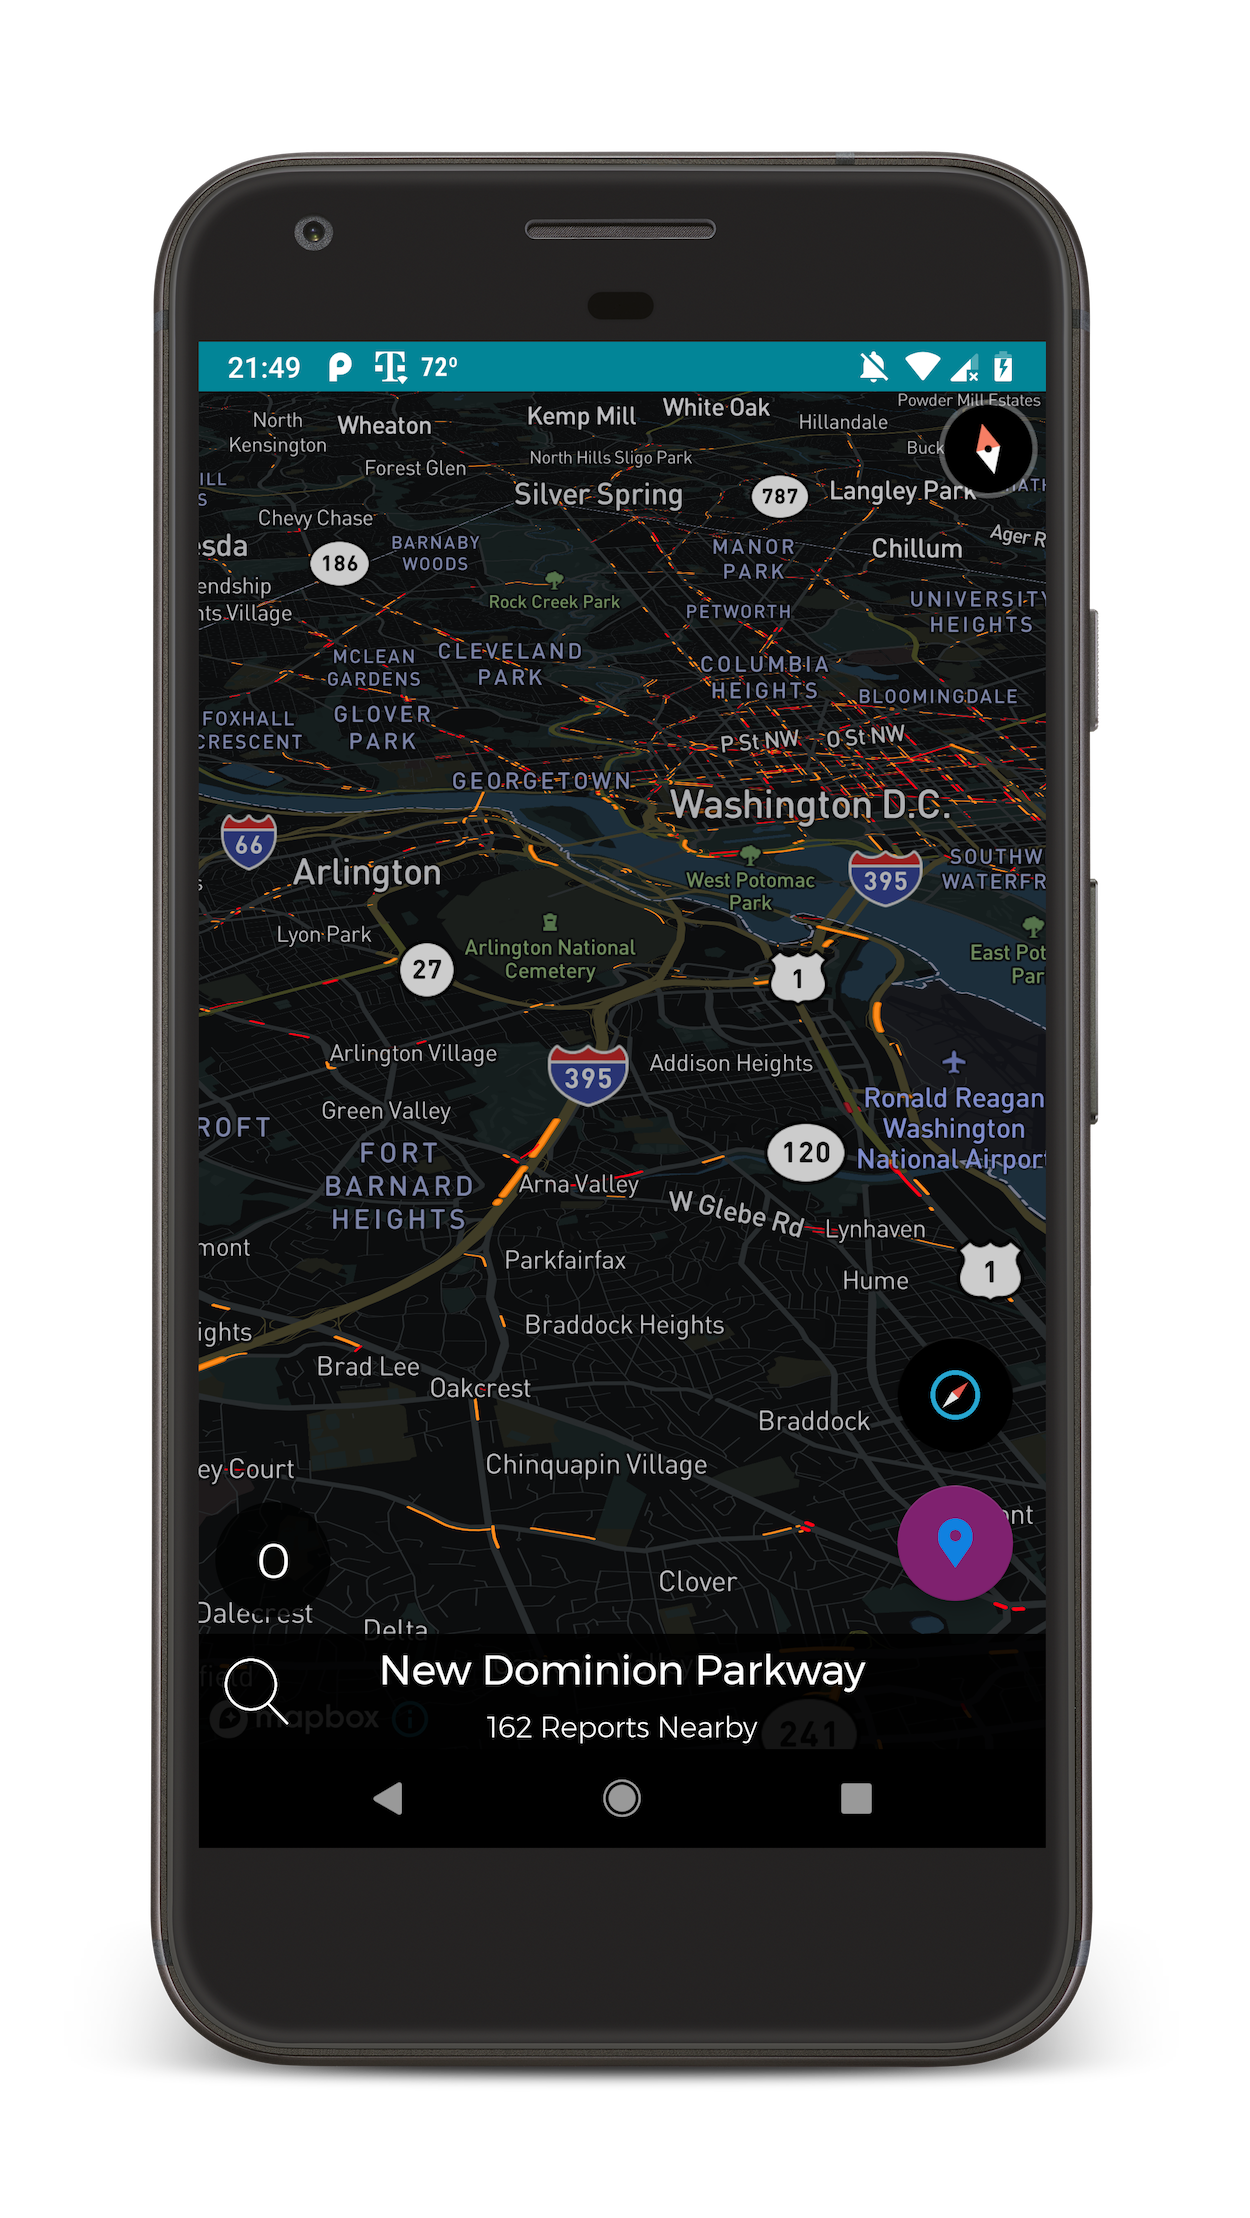 21:49 72°
Powder Mill Estates
North
Kensington
Wheaton
Kemp Mill
White Oak
Hillandale
Forest Glen
North Hills Sligo Park
Buck
ILL
S
Silver Spring
787
Langley Park
Chevy Chase
esda
186
BARNABY
WOODS
MANOR
PARK
Chillum
Ager R
endship
nts Village
Rock Creek Park
PETWORTH
UNIVERSITY
HEIGHTS
MCLEAN
GARDENS
CLEVELAND
PARK
COLUMBIA
HEIGHTS
BLOOMINGDALE
FOXHALL
CRESCENT
GLOVER
PARK
P St NW
O St NW
GEORGETOWN
Washington D.C.
66
Arlington
West Potomac
Park
395
SOUTHW
WATERFR
Lyon Park
27
Arlington National
Cemetery
1
East Pot
Par
Arlington Village
395
Addison Heights
Green Valley
Ronald Reagan
Washington
National Airport
ROFT
FORT
BARNARD
HEIGHTS
120
Arna-Valley
W Glebe Rd
Lynhaven
mont
Parkfairfax
Hume
1
ights
Braddock Heights
Brad Lee
Oakcrest
Braddock
ey Court
Chinquapin Village
ont
0
Clover
Dalecrest
Delta
field
New Dominion Parkway
mapbox
162 Reports Nearby
241